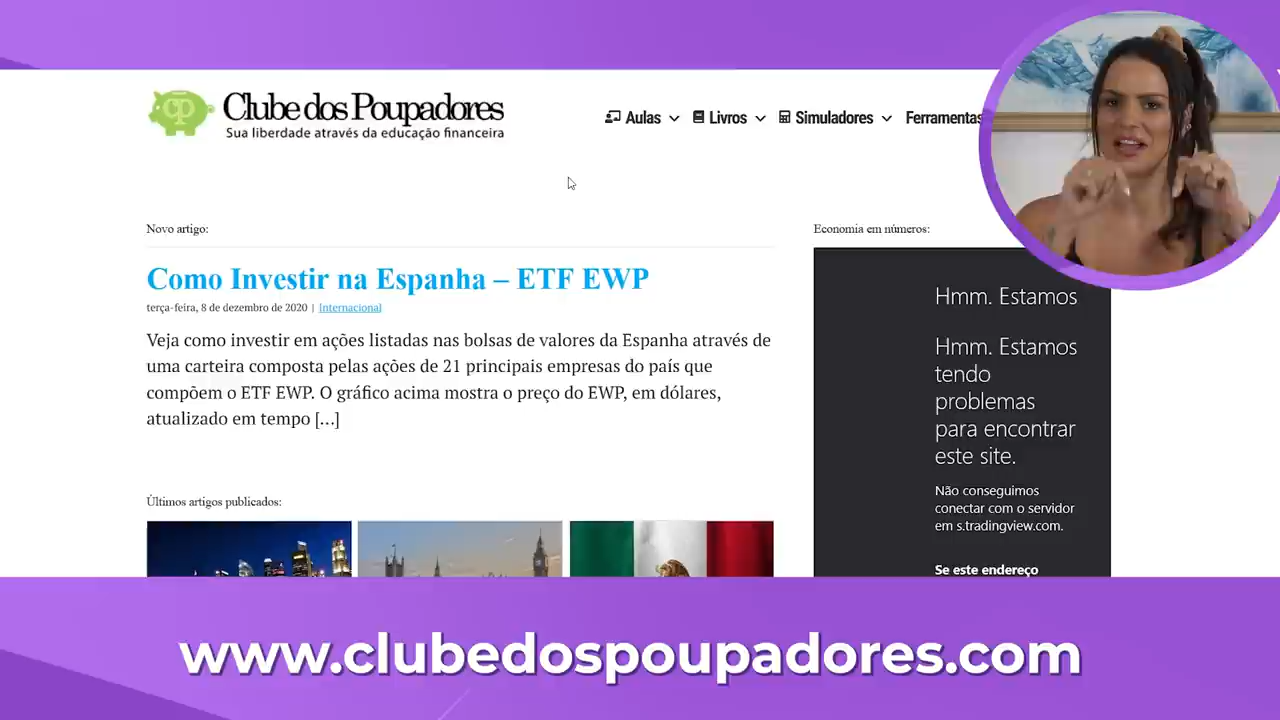 cp
Clube dos Poupadores
Sua liberdade através da educação financeira
Aulas
Livros
Simuladores
Ferramentas
Novo artigo:
Como Investir na Espanha – ETF EWP
terça-feira, 8 de dezembro de 2020 | Internacional
Veja como investir em ações listadas nas bolsas de valores da Espanha através de
uma carteira composta pelas ações de 21 principais empresas do país que
compõem o ETF EWP. O gráfico acima mostra o preço do EWP, em dólares,
atualizado em tempo [...]
Últimos artigos publicados:
Economia em números:
Hmm. Estamos
Hmm. Estamos
tendo
problemas
para encontrar
este site.
Não conseguimos
conectar com o servidor
em s.tradingview.com.
Se este endereço
www.clubedospoupadores.com